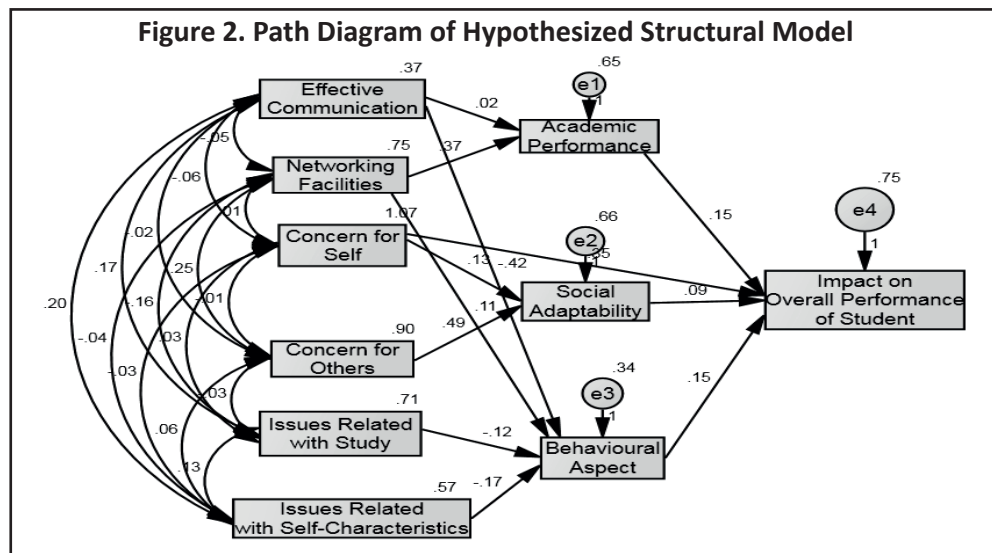 Figure 2. Path Diagram of Hypothesized Structural Model
.37
Effective
Communication
.65
e1
1
.02
Academic
Performance
-.05
.75
.37
Networking
Facilities
-.06
.01
1.07
Concern for
Self
-.02
.17
.25
.66
e2
1
.35
.13
-.42
.15
.75
e4
1
Impact on
Overall Performance
of Student
.20
-.16
-.01
Social
Adaptability
.09
.11
-.04
.03
.90
.49
Concern for
Others
-.03
-.03
.34
e3
1
.15
.71
Issues Related
with Study
-.12
Behavioural
Aspect
.06
.13
.57
-.17
Issues Related
with Self-Characteristics